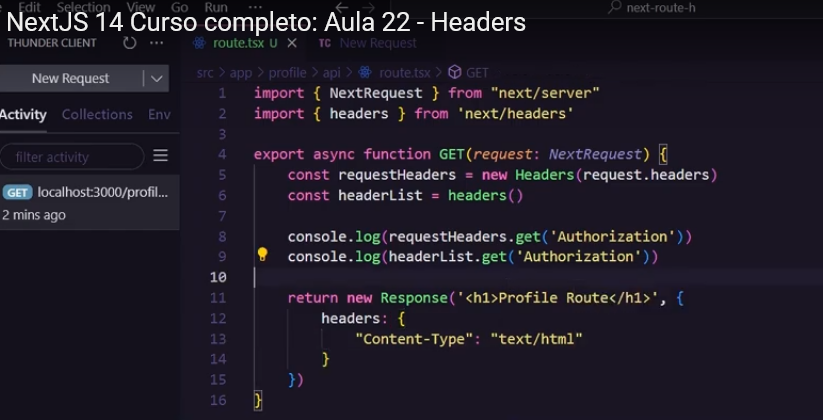 Edit Selection View Go Run ...
next-route-h
NextJS 14 Curso completo: Aula 22 - Headers
THUNDER CLIENT
route.tsx U
TC New Request
New Request
src > app > profile > api > route.tsx > GET
Activity Collections Env
filter activity
GET localhost:3000/profil...
2 mins ago
1 import { NextRequest } from "next/server"
2 import { headers } from 'next/headers'
3
4 export async function GET(request: NextRequest) {
5 const requestHeaders = new Headers(request.headers)
6 const headerList = headers()
7
8 console.log(requestHeaders.get('Authorization'))
9 console.log(headerList.get('Authorization'))
10
11 return new Response('<h1>Profile Route</h1>', {
12 headers: {
13 "Content-Type": "text/html"
14 }
15 })
16 }